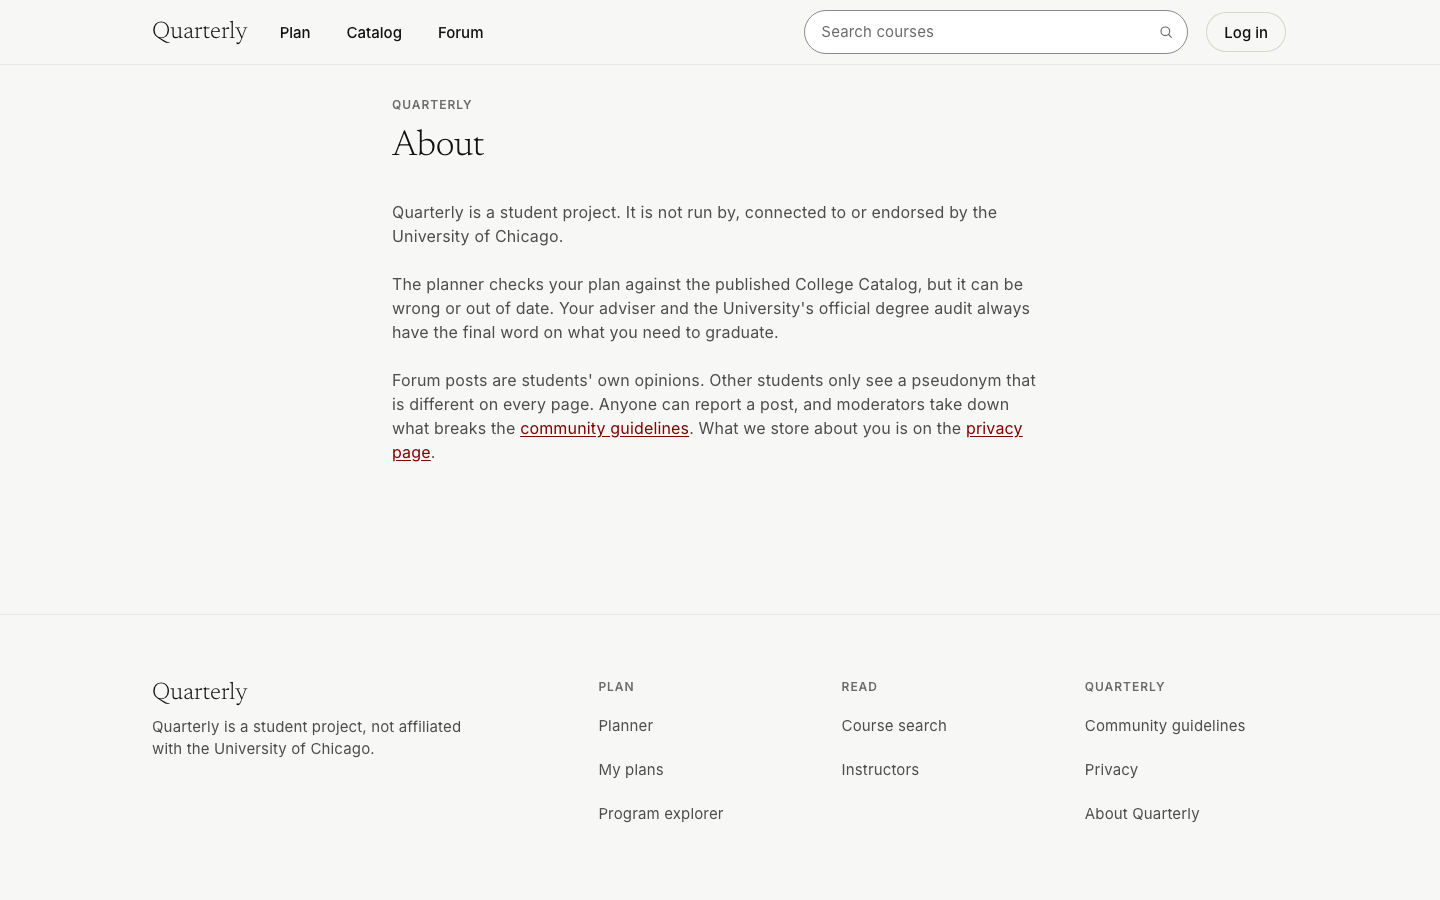 Quarterly
Plan
Catalog
Forum
Search courses
Log in
QUARTERLY
About
Quarterly is a student project. It is not run by, connected to or endorsed by the
University of Chicago.
The planner checks your plan against the published College Catalog, but it can be
wrong or out of date. Your adviser and the University's official degree audit always
have the final word on what you need to graduate.
Forum posts are students' own opinions. Other students only see a pseudonym that
is different on every page. Anyone can report a post, and moderators take down
what breaks the community guidelines. What we store about you is on the privacy
page.
Quarterly
Quarterly is a student project, not affiliated
with the University of Chicago.
PLAN
Planner
My plans
Program explorer
READ
Course search
Instructors
QUARTERLY
Community guidelines
Privacy
About Quarterly